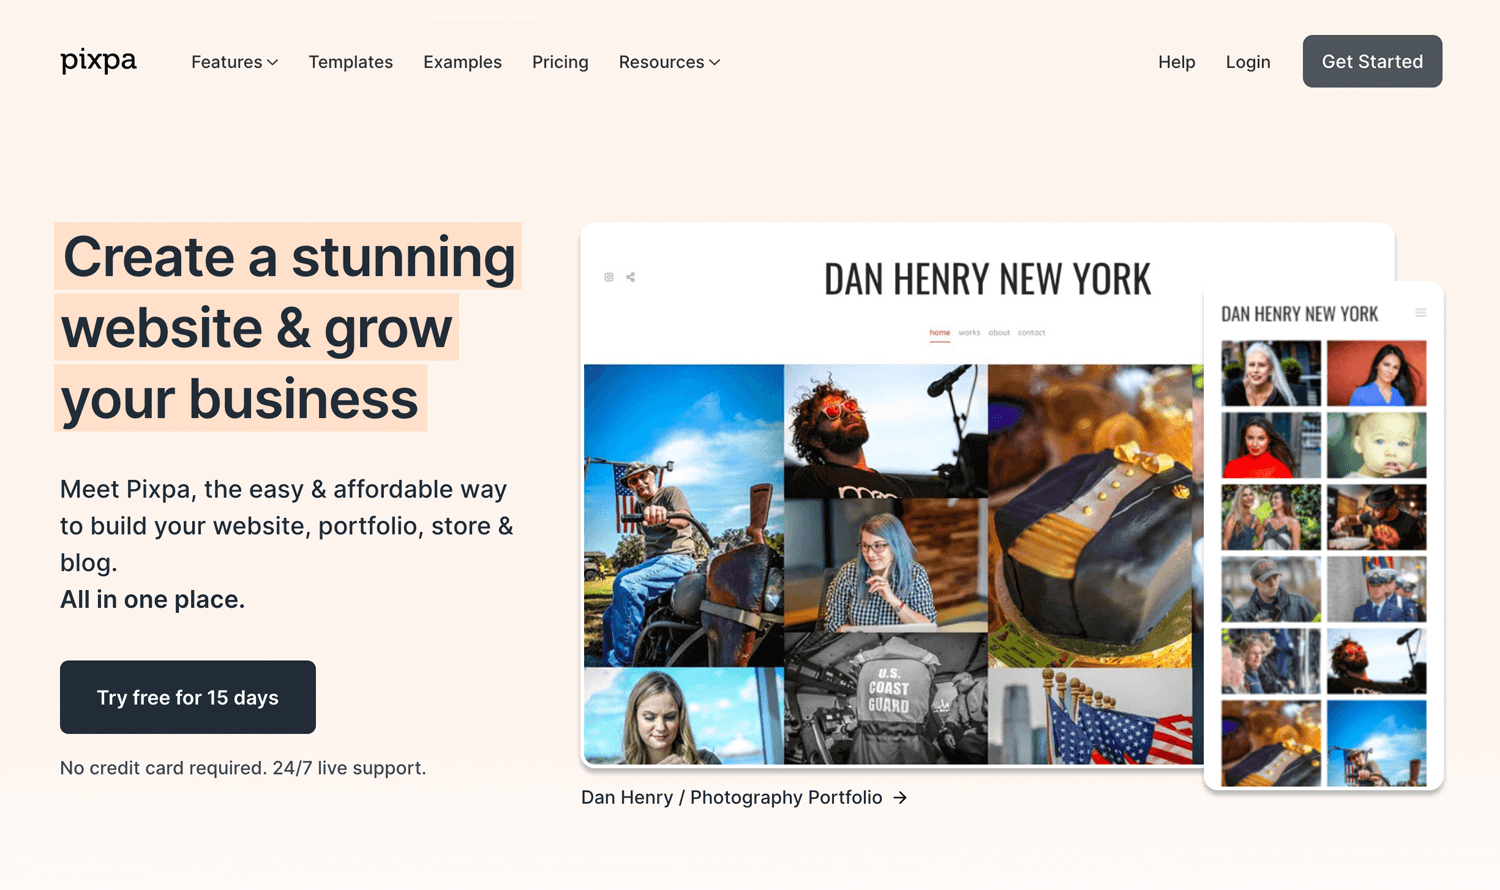 pixpa
Features
Templates
Examples
Pricing
Resources
Help
Login
Get Started
Create a stunning
website & grow
your business
Meet Pixpa, the easy & affordable way
to build your website, portfolio, store &
blog.
All in one place.
Try free for 15 days
No credit card required. 24/7 live support.
DAN HENRY NEW YORK
home works about contact
U.S.
COAST
GUARD
DAN HENRY NEW YORK
Dan Henry / Photography Portfolio →